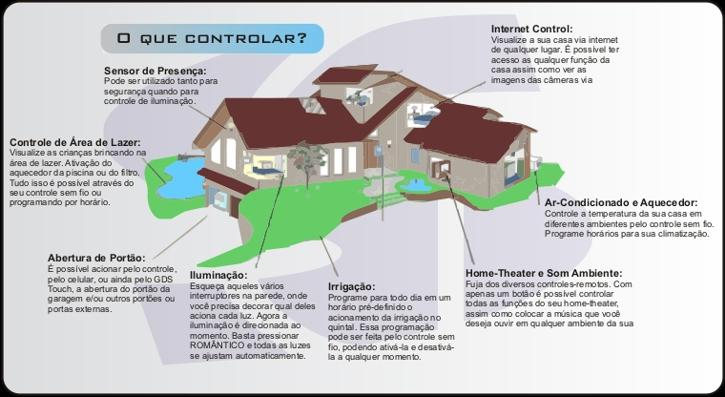 O QUE CONTROLAR?
Internet Control:
Visualize a sua casa via internet
de qualquer lugar. É possível ter
acesso as qualquer função da
casa assim como ver as
imagens das câmeras via
Sensor de Presença:
Pode ser utilizado tanto para
segurança quando para
controle de iluminação.
Controle de Área de Lazer:
Visualize as crianças brincando na
área de lazer. Ativação do
aquecedor da piscina ou do filtro.
Tudo isso é possível através do
seu controle sem fio ou
programando por horário.
Ar-Condicionado e Aquecedor:
Controle a temperatura da sua casa em
diferentes ambientes pelo controle sem fio.
Programe horários para sua climatização.
Abertura de Portão:
É possível acionar pelo controle,
pelo celular, ou ainda pelo GDS
Touch, a abertura do portão da
garagem e/ou outros portões ou
portas externas.
Iluminação:
Esqueça aqueles vários
interruptores na parede, onde
você precisa decorar qual deles
aciona cada luz. Agora a
iluminação é direcionada ao
momento. Basta pressionar
ROMÂNTICO e todas as luzes
se ajustam automaticamente.
Irrigação:
Programe para todo dia em um
horário pré-definido o
acionamento da irrigação no
quintal. Essa programação
pode ser feita pelo controle sem
fio, podendo ativá-la e desativá-
la a qualquer momento.
Home-Theater e Som Ambiente:
Fuja dos diversos controles-remotos. Com
apenas um botão é possível controlar
todas as funções do seu home-theater,
assim como colocar a música que você
deseja ouvir em qualquer ambiente da sua